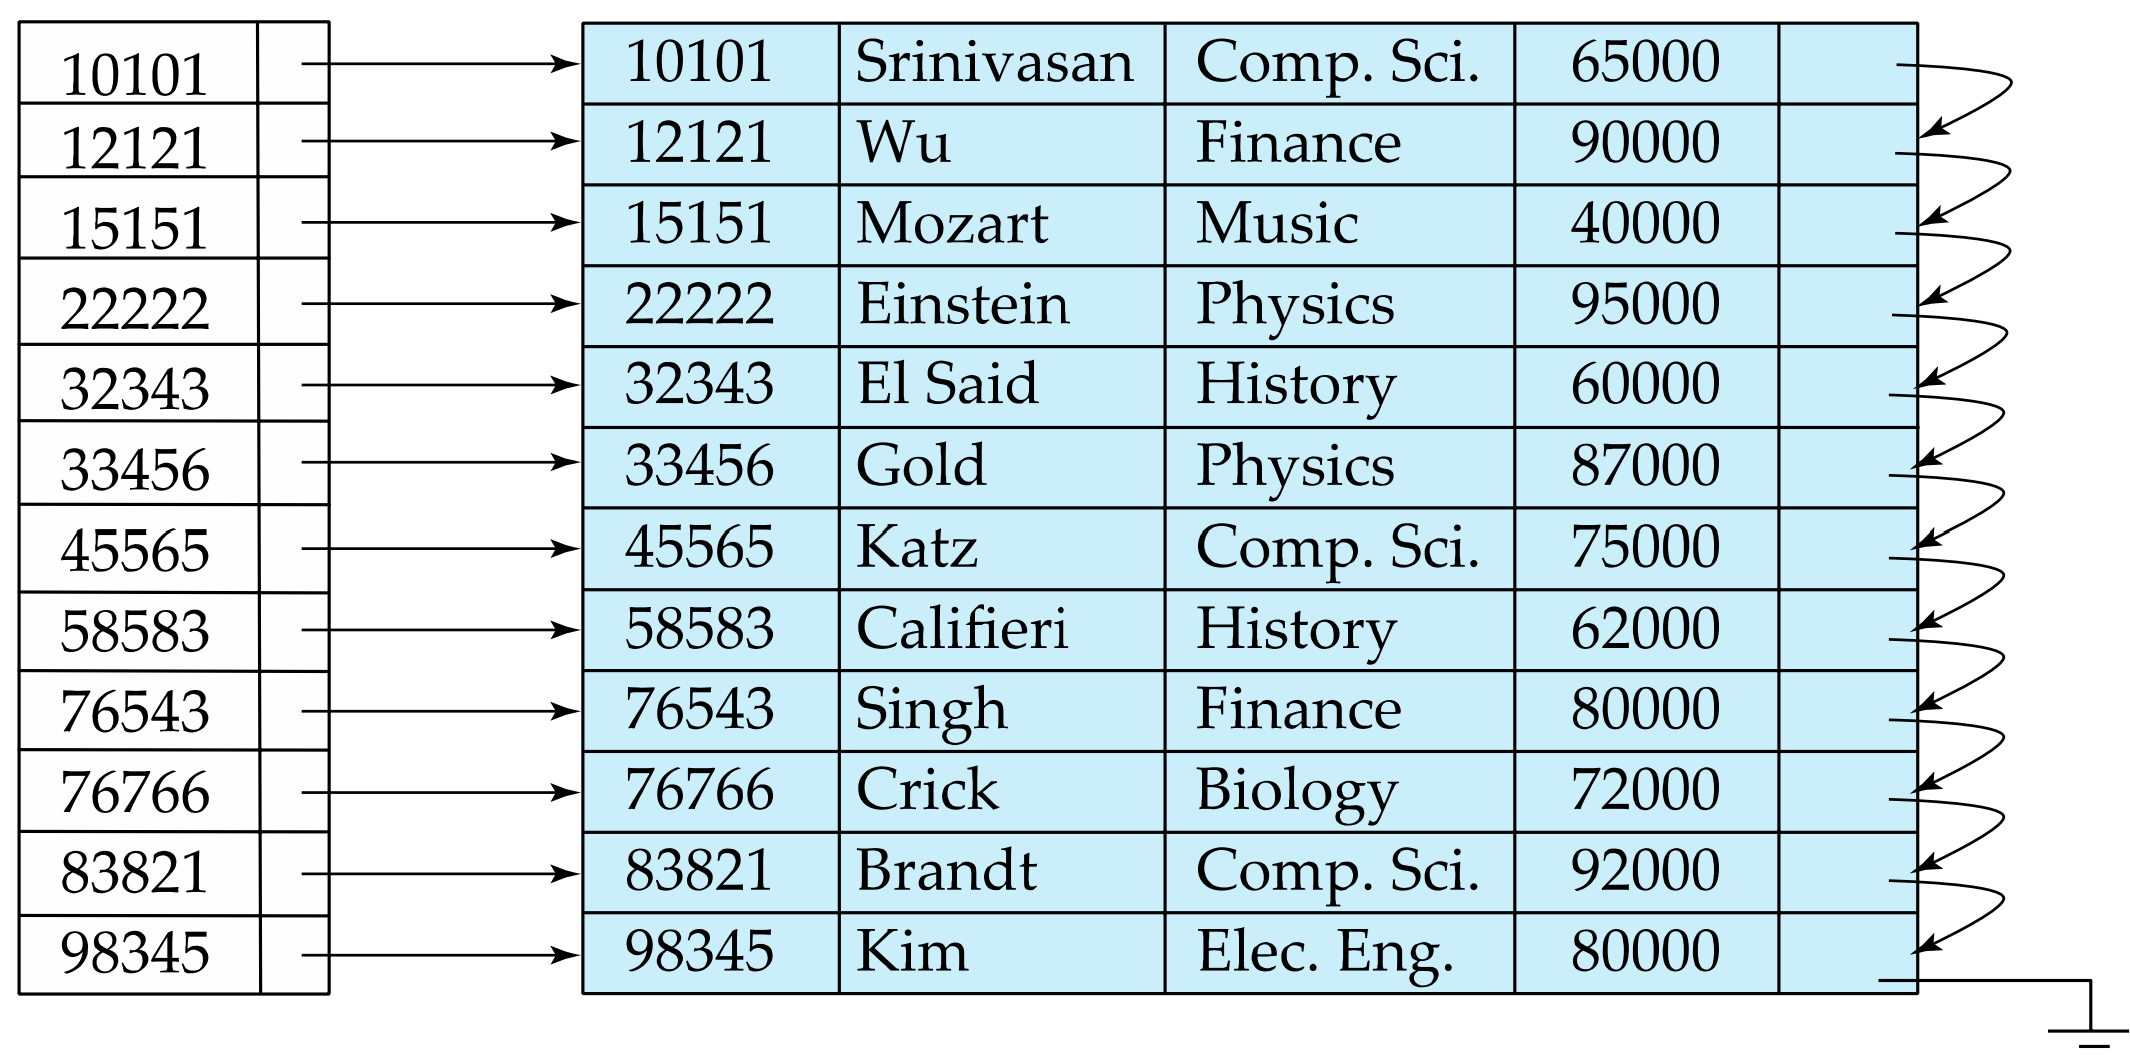 10101 10101 Srinivasan Comp. Sci. 65000
12121 12121 Wu Finance 90000
15151 15151 Mozart Music 40000
22222 22222 Einstein Physics 95000
32343 32343 El Said History 60000
33456 33456 Gold Physics 87000
45565 45565 Katz Comp. Sci. 75000
58583 58583 Califieri History 62000
76543 76543 Singh Finance 80000
76766 76766 Crick Biology 72000
83821 83821 Brandt Comp. Sci. 92000
98345 98345 Kim Elec. Eng. 80000